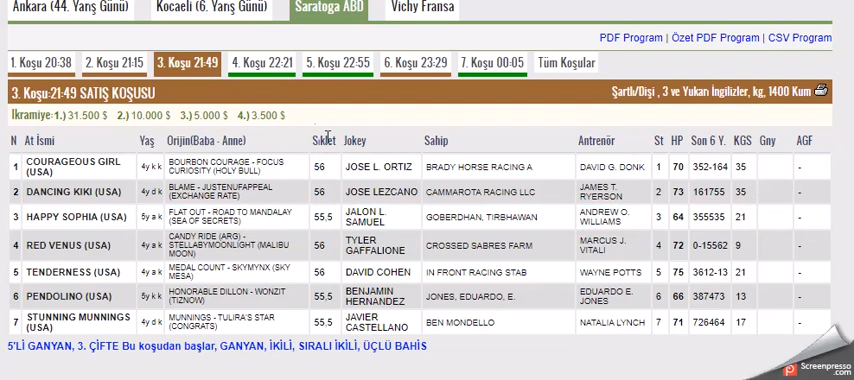 Ankara (44. Yarış Günü) Kocaeli (6. Yarış Günü) Saratoga ABD Vichy Fransa
PDF Program | Özet PDF Program | CSV Program
1. Koşu 20:38 2. Koşu 21:15 3. Koşu 21:49 4. Koşu 22:21 5. Koşu 22:55 6. Koşu 23:29 7. Koşu 00:05 Tüm Koşular
3. Koşu:21:49 SATIŞ KOŞUSU Şartlı/Dişi , 3 ve Yukarı İngilizler, kg, 1400 Kum
İkramiye:1.) 31.500 $ 2.) 10.000 $ 3.) 5.000 $ 4.) 3.500 $
N At İsmi Yaş Orijin(Baba - Anne) Sıklet Jokey Sahip Antrenör St HP Son 6 Y. KGS Gny AGF
1 COURAGEOUS GIRL (USA) 4y k k BOURBON COURAGE - FOCUS CURIOSITY (HOLY BULL) 56 JOSE L. ORTIZ BRADY HORSE RACING A DAVID G. DONK 1 70 352-164 35 -
2 DANCING KIKI (USA) 4y d k BLAME - JUSTENUFAPPEAL (EXCHANGE RATE) 56 JOSE LEZCANO CAMMAROTA RACING LLC JAMES T. RYERSON 2 73 161755 35 -
3 HAPPY SOPHIA (USA) 5y a k FLAT OUT - ROAD TO MANDALAY (SEA OF SECRETS) 55,5 JALON L. SAMUEL GOBERDHAN, TIRBHAWAN ANDREW O. WILLIAMS 3 64 355535 21 -
4 RED VENUS (USA) 4y a k CANDY RIDE (ARG) - STELLABYMOONLIGHT (MALIBU MOON) 56 TYLER GAFFALIONE CROSSED SABRES FARM MARCUS J. VITALI 4 72 0-15562 9 -
5 TENDERNESS (USA) 4y a k MEDAL COUNT - SKYMYNX (SKY MESA) 56 DAVID COHEN IN FRONT RACING STAB WAYNE POTTS 5 75 3612-13 21 -
6 PENDOLINO (USA) 5y k k HONORABLE DILLON - WONZIT (TIZNOW) 55,5 BENJAMIN HERNANDEZ JONES, EDUARDO, E. EDUARDO E. JONES 6 66 387473 13 -
7 STUNNING MUNNINGS (USA) 4y d k MUNNINGS - TULIRA'S STAR (CONGRATS) 55,5 JAVIER CASTELLANO BEN MONDELLO NATALIA LYNCH 7 71 726464 17 -
5'Lİ GANYAN, 3. ÇİFTE Bu koşudan başlar, GANYAN, İKİLİ, SIRALI İKİLİ, ÜÇLÜ BAHİS
Screenpresso
.com